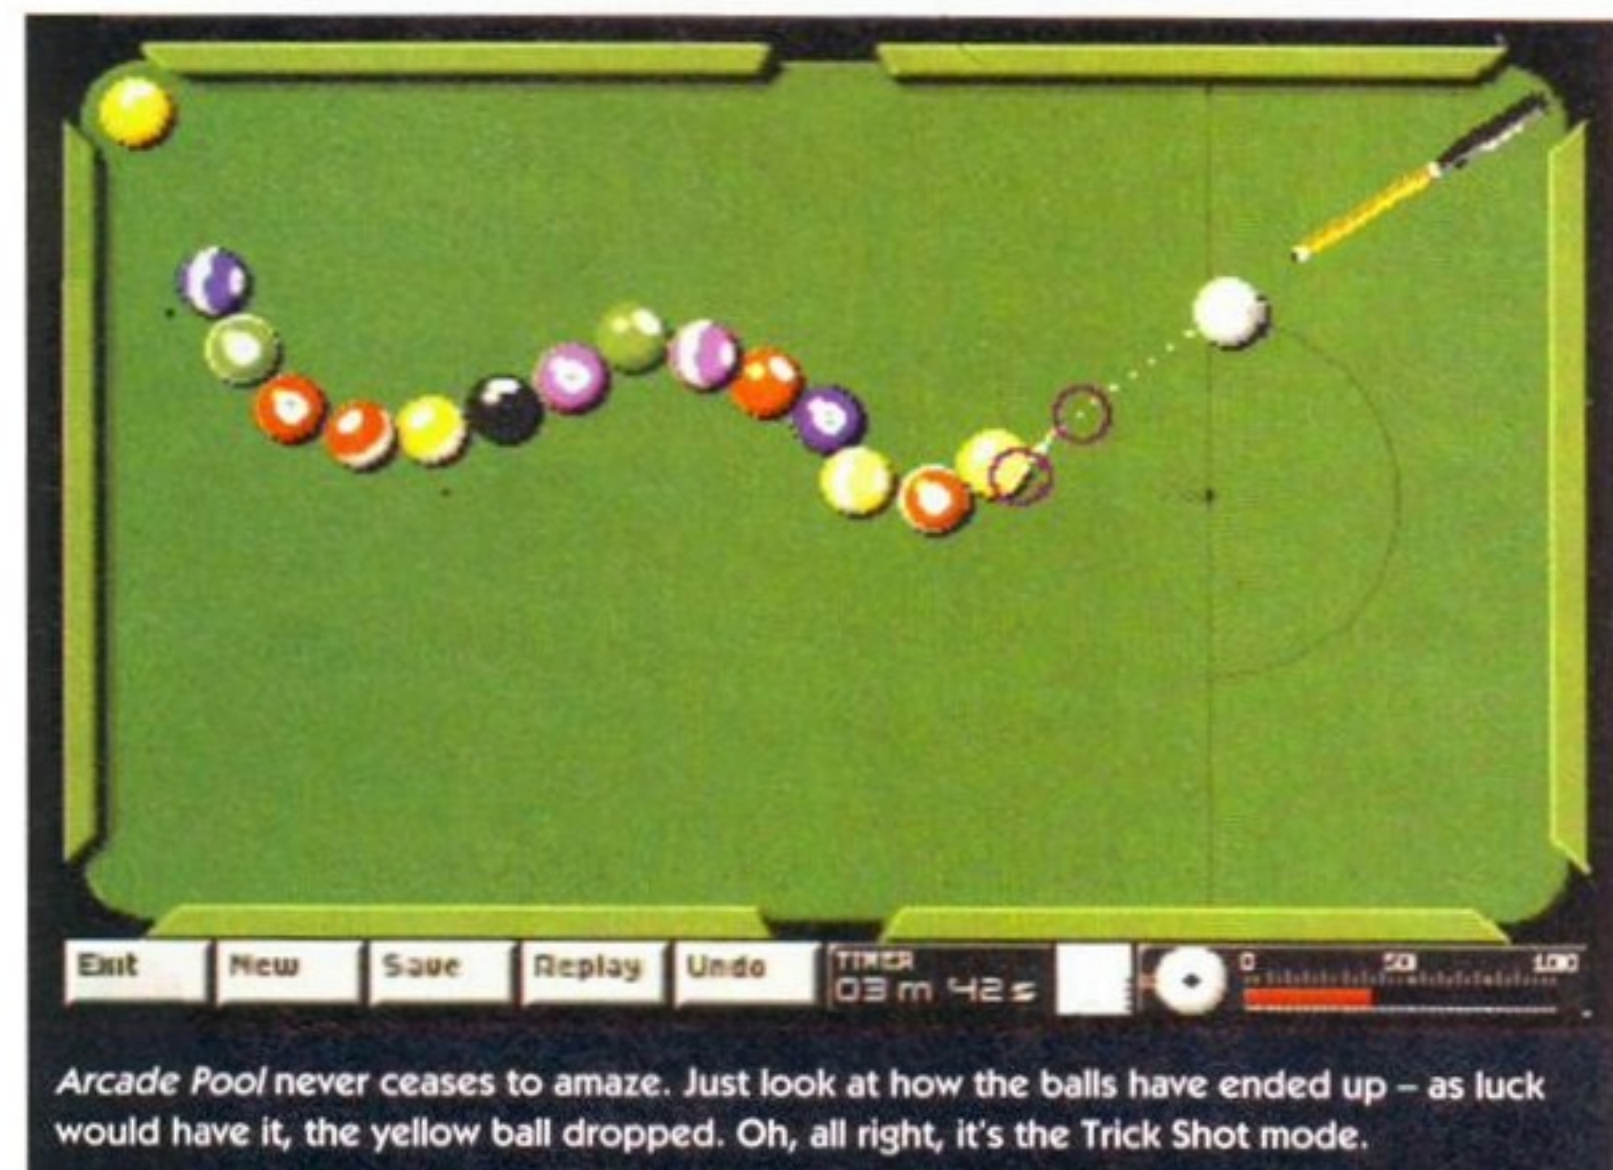 Exit New Save Replay Undo TIMER 0 50 100
03 m 42 s
Arcade Pool never ceases to amaze. Just look at how the balls have ended up – as luck
would have it, the yellow ball dropped. Oh, all right, it's the Trick Shot mode.